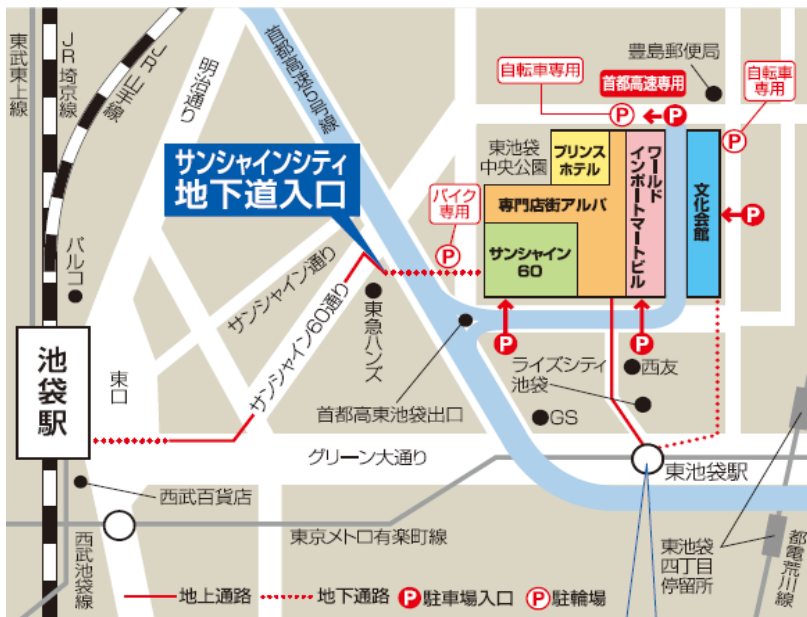 東武東上線
JR埼京線
JR山手線
明治通り
首都高速5号線
豊島郵便局
自転車専用
首都高速専用
自転車
専用
P
P
P
東池袋
中央公園
プリンス
ホテル
ワールド
インポートマートビル
文化会館
P
サンシャインシティ
地下道入口
バイク
専用
P
専門店街アルパ
サンシャイン
60
パルコ
サンシャイン通り
サンシャイン60通り
東急ハンズ
P
P
池袋駅
東口
首都高東池袋出口
ライズシティ
池袋
西友
GS
グリーン大通り
東池袋駅
西武百貨店
東京メトロ有楽町線
西武池袋線
東池袋
四丁目
停留所
都電荒川線
地上通路
地下通路
P駐車場入口
P駐輪場